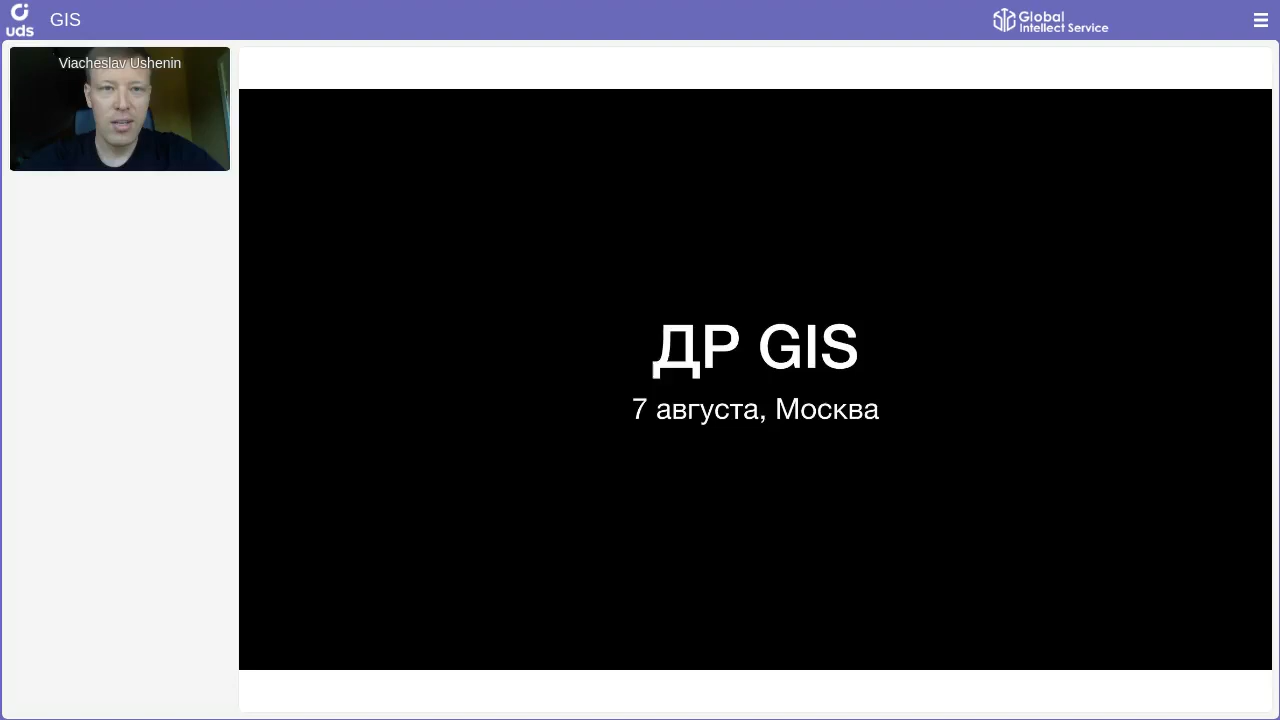 uds
GIS
Global
Intellect Service
Viacheslav Ushenin
ДР GIS
7 августа, Москва